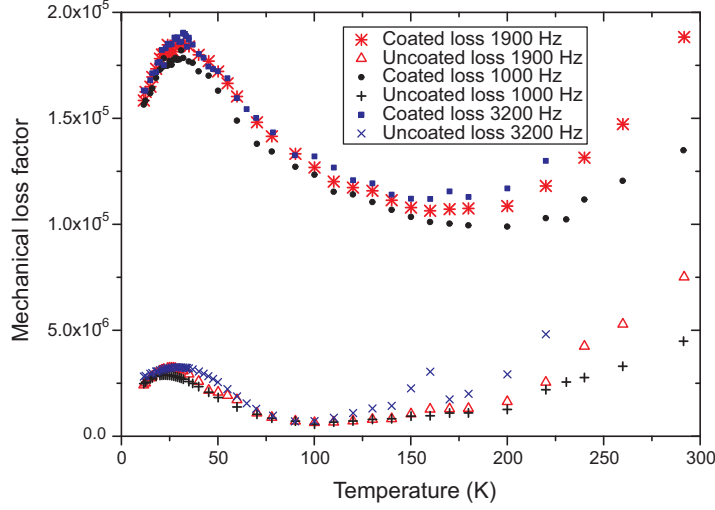 2.0x10⁻⁵
1.5x10⁻⁵
1.0x10⁻⁵
5.0x10⁻⁶
0.0
Mechanical loss factor
Coated loss 1900 Hz
Uncoated loss 1900 Hz
Coated loss 1000 Hz
Uncoated loss 1000 Hz
Coated loss 3200 Hz
Uncoated loss 3200 Hz
0 50 100 150 200 250 300
Temperature (K)